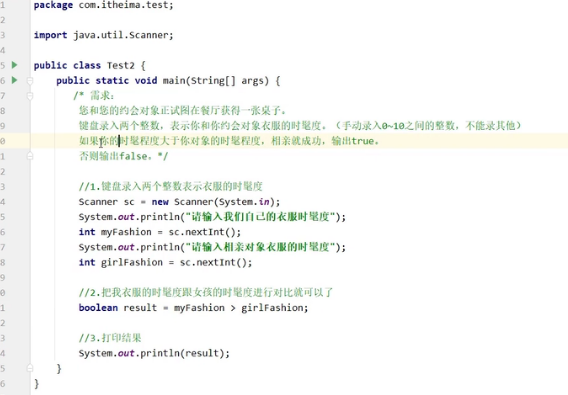 1 package com.itheima.test;
2
3 import java.util.Scanner;
4
5 public class Test2 {
6 public static void main(String[] args) {
7 /* 需求：
8 您和您的约会对象正试图在餐厅获得一张桌子。
9 键盘录入两个整数，表示你和你约会对象衣服的时髦度。（手动录入0~10之间的整数，不能录其他）
0 如果你的时髦程度大于你对象的时髦程度，相亲就成功，输出true。
1 否则输出false。*/
2
3 //1.键盘录入两个整数表示衣服的时髦度
4 Scanner sc = new Scanner(System.in);
5 System.out.println("请输入我们自己的衣服时髦度");
6 int myFashion = sc.nextInt();
7 System.out.println("请输入相亲对象衣服的时髦度");
8 int girlFashion = sc.nextInt();
9
0 //2.把我衣服的时髦度跟女孩的时髦度进行对比就可以了
1 boolean result = myFashion > girlFashion;
2
3 //3.打印结果
4 System.out.println(result);
5 }
6 }